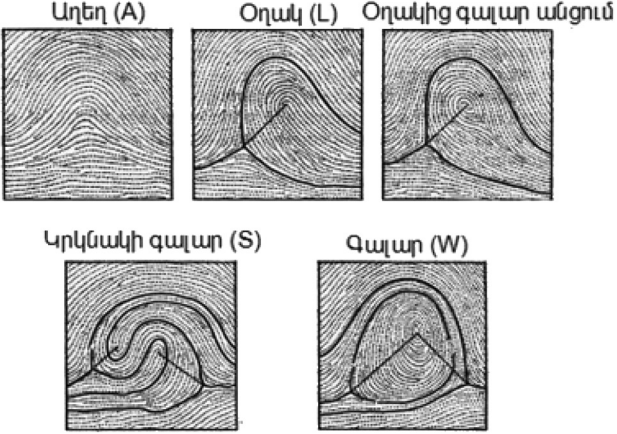 Աղեղ (A)
Օղակ (L)
Օղակից գալար անցում
Կրկնակի գալար (S)
Գալար (W)